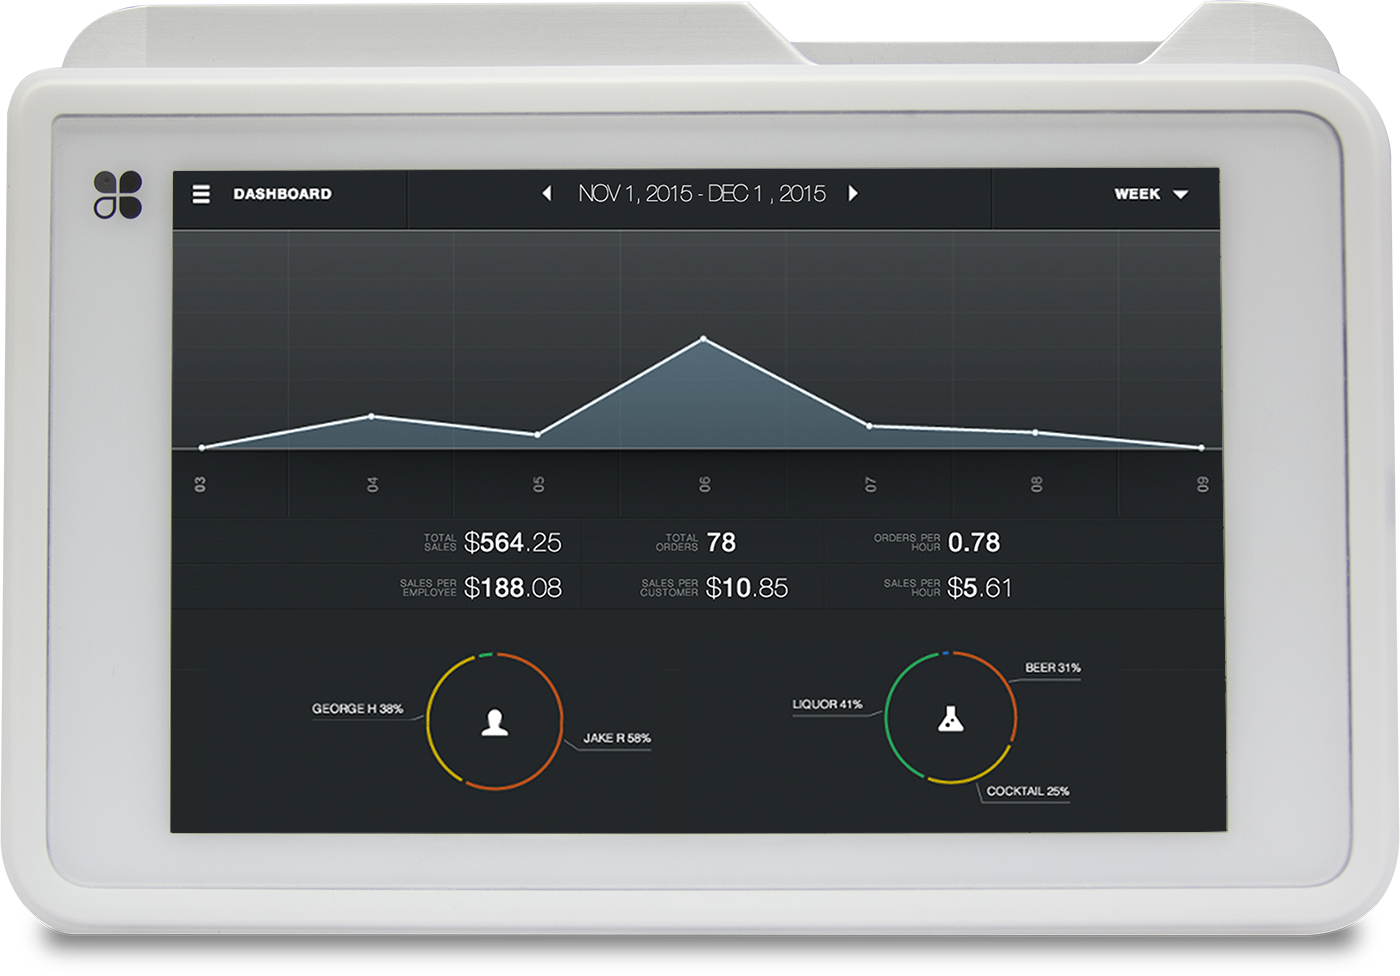 DASHBOARD
NOV 1, 2015 - DEC 1 , 2015
WEEK
03
04
05
06
07
08
09
TOTAL
SALES
$564.25
TOTAL
ORDERS
78
ORDERS PER
HOUR
0.78
SALES PER
EMPLOYEE
$188.08
SALES PER
CUSTOMER
$10.85
SALES PER
HOUR
$5.61
GEORGE H 38%
JAKE R 58%
LIQUOR 41%
BEER 31%
COCKTAIL 25%